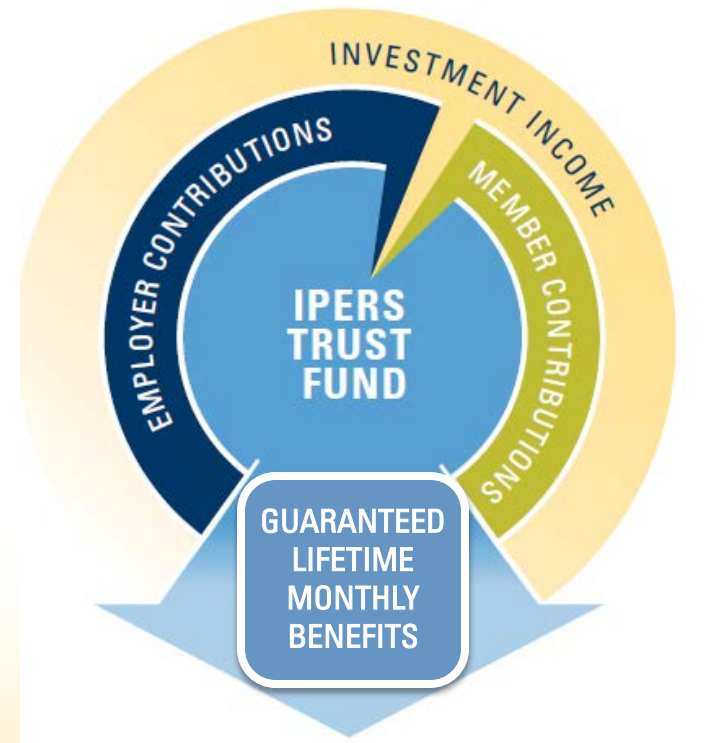 INVESTMENT INCOME
EMPLOYER CONTRIBUTIONS
MEMBER CONTRIBUTIONS
IPERS
TRUST
FUND
GUARANTEED
LIFETIME
MONTHLY
BENEFITS